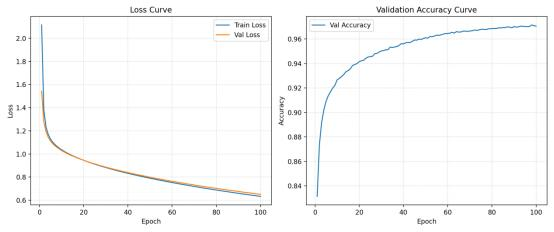 Loss Curve
Train Loss
Val Loss
2.0
1.8
1.6
1.4
1.2
1.0
0.8
0.6
Loss
0 20 40 60 80 100
Epoch
Validation Accuracy Curve
Val Accuracy
0.96
0.94
0.92
0.90
0.88
0.86
0.84
Accuracy
0 20 40 60 80 100
Epoch